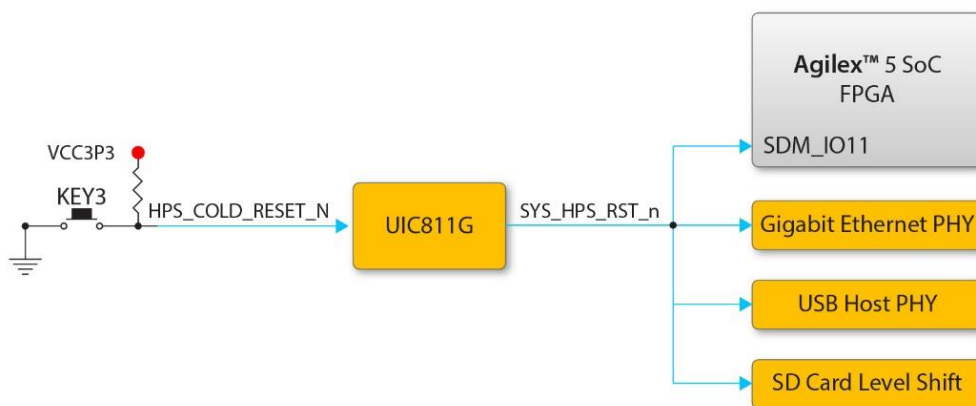 Agilex™ 5 SoC
FPGA
SDM_IO11
VCC3P3
KEY3
HPS_COLD_RESET_N
UIC811G
SYS_HPS_RST_n
Gigabit Ethernet PHY
USB Host PHY
SD Card Level Shift